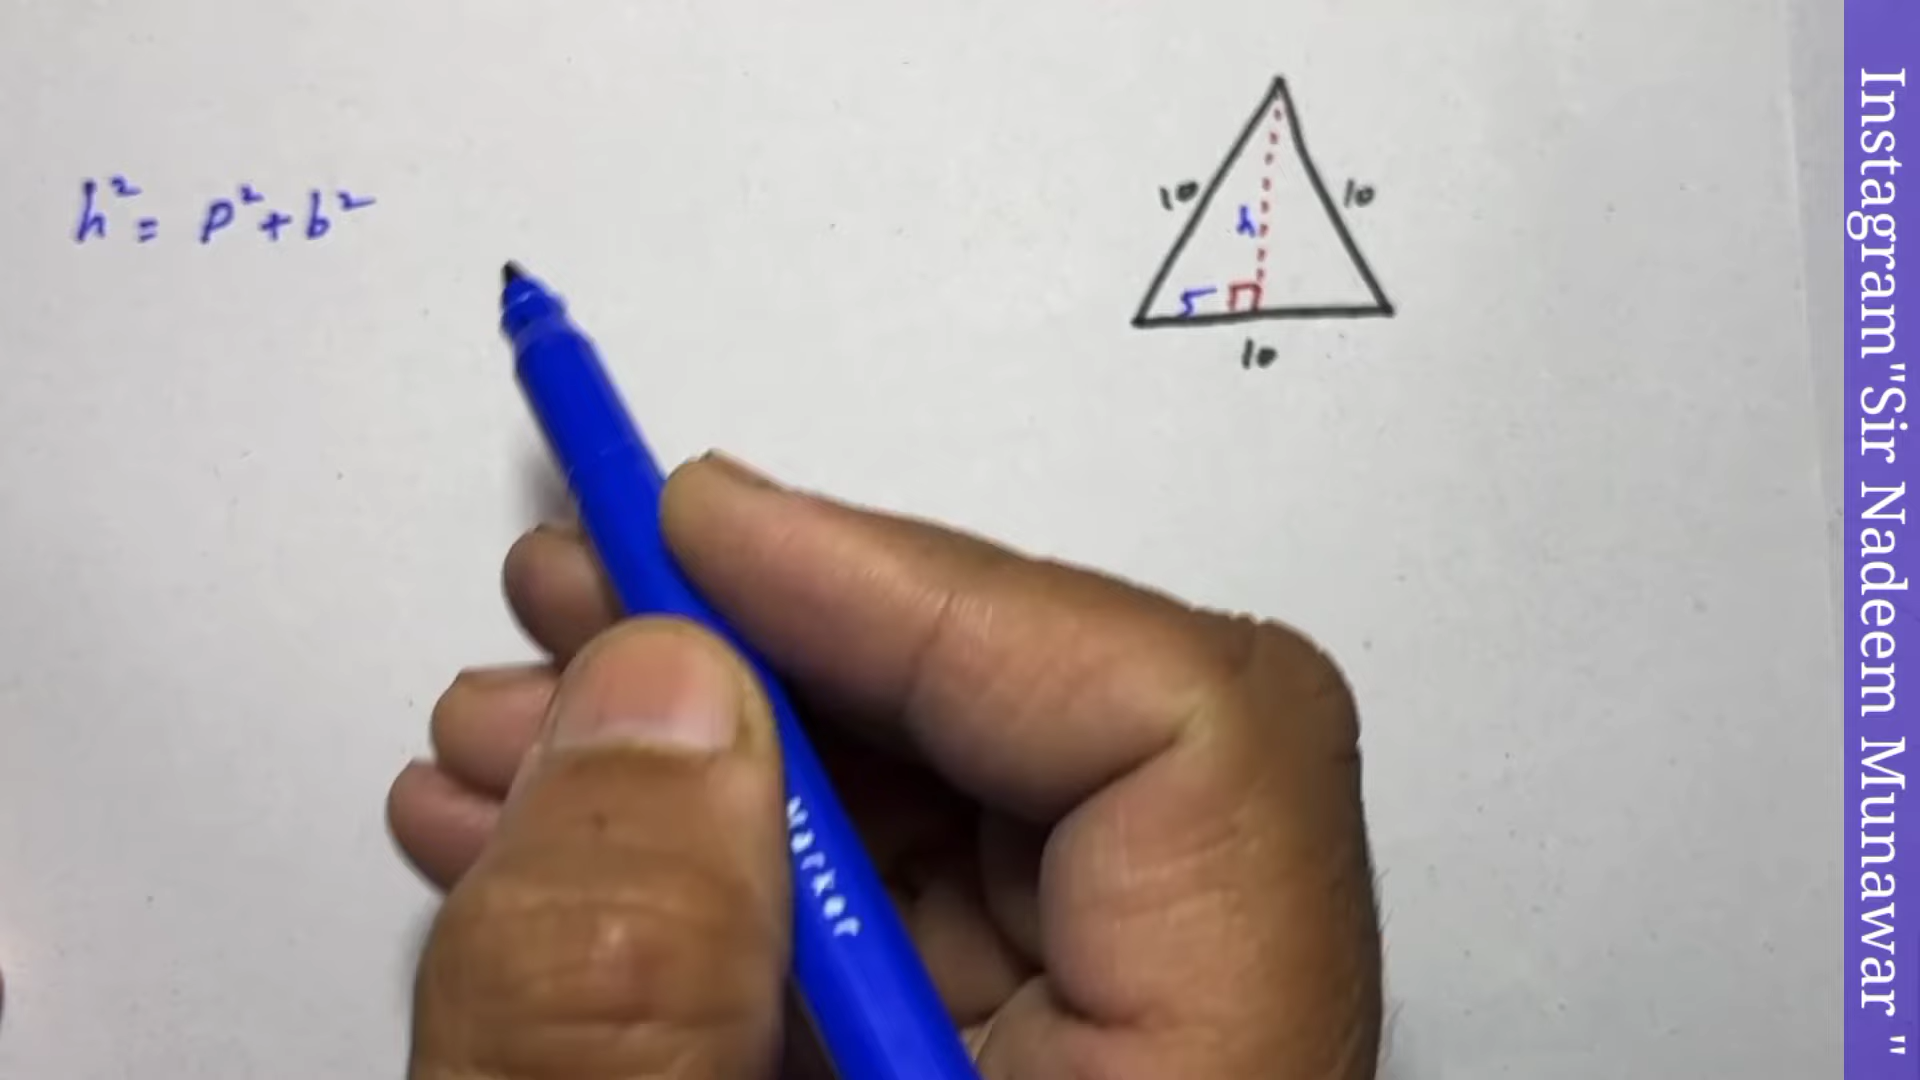 h² = p² + b²
10
10
h
5
10
Marker
Instagram"Sir Nadeem Munawar"